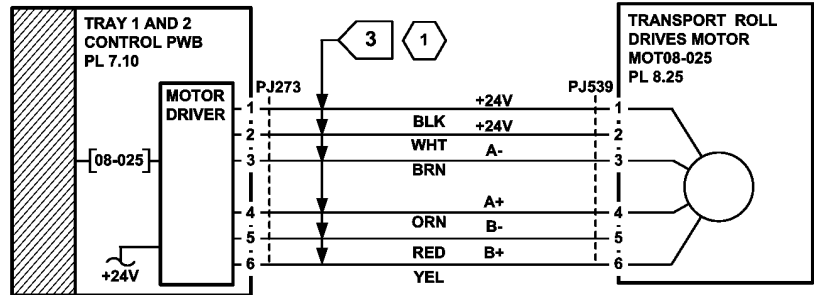 TRAY 1 AND 2
CONTROL PWB
PL 7.10
MOTOR
DRIVER
[08-025]
+24V
PJ273
3
1
PJ539
1 +24V 1
BLK
2 +24V 2
WHT
3 A- 3
BRN
4 A+ 4
ORN
5 B- 5
RED
6 B+ 6
YEL
TRANSPORT ROLL
DRIVES MOTOR
MOT08-025
PL 8.25